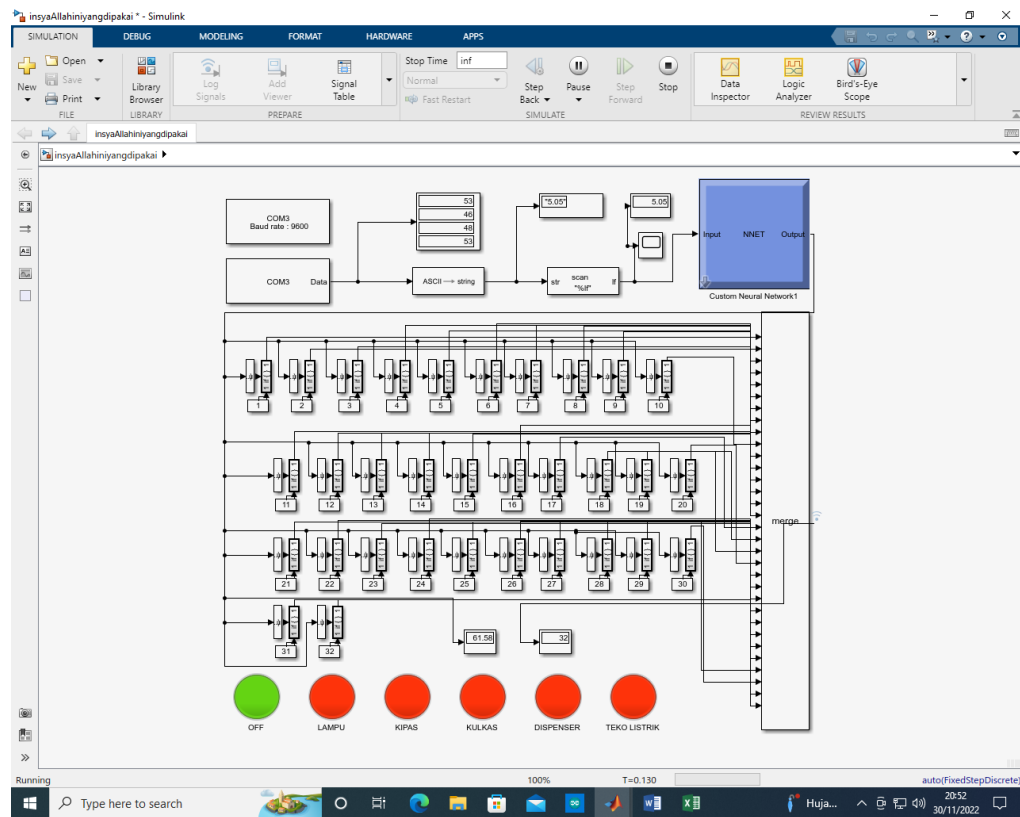 insyaAllahiniyangdipakai * - Simulink
SIMULATION DEBUG MODELING FORMAT HARDWARE APPS
New
Open
Save
Print
FILE
Library Browser
LIBRARY
Log Signals
Add Viewer
Signal Table
PREPARE
Stop Time inf
Normal
Fast Restart
Step Back
Pause
Step Forward
Stop
SIMULATE
Data Inspector
Logic Analyzer
Bird's-Eye Scope
REVIEW RESULTS
insyaAllahiniyangdipakai
insyaAllahiniyangdipakai
COM3
Baud rate : 9600
53
46
48
53
"5.05"
5.05
Input NNET Output
Custom Neural Network1
COM3 Data
ASCII string
str scan "%lf" lf
1 2 3 4 5 6 7 8 9 10
11 12 13 14 15 16 17 18 19 20
merge
21 22 23 24 25 26 27 28 29 30
31 32
61.58
32
OFF LAMPU KIPAS KULKAS DISPENSER TEKO LISTRIK
Running 100% T=0.130 auto(FixedStepDiscrete)
Type here to search
Huja...
20:52
30/11/2022